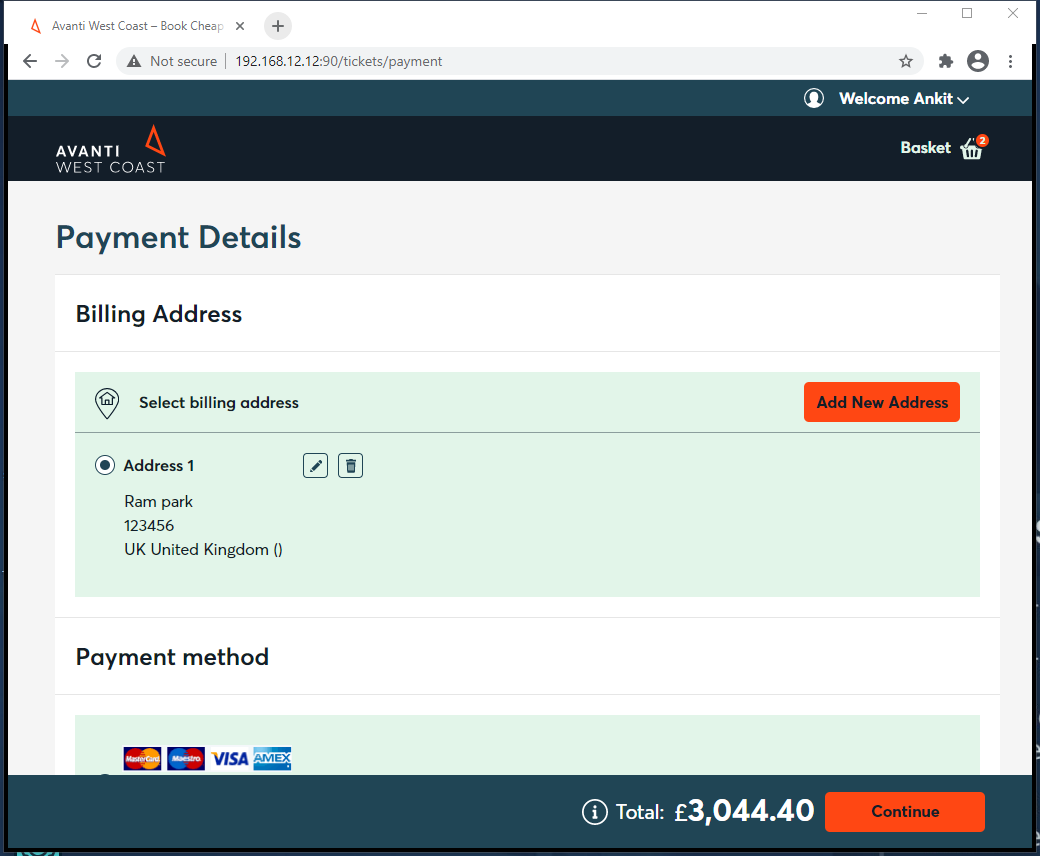 Avanti West Coast – Book Cheap
Not secure
192.168.12.12:90/tickets/payment
Welcome Ankit
AVANTI
WEST COAST
Basket
2
Payment Details
Billing Address
Select billing address
Add New Address
Address 1
Ram park
123456
UK United Kingdom ()
Payment method
MasterCard
Maestro
VISA
AMEX
Total: £3,044.40
Continue